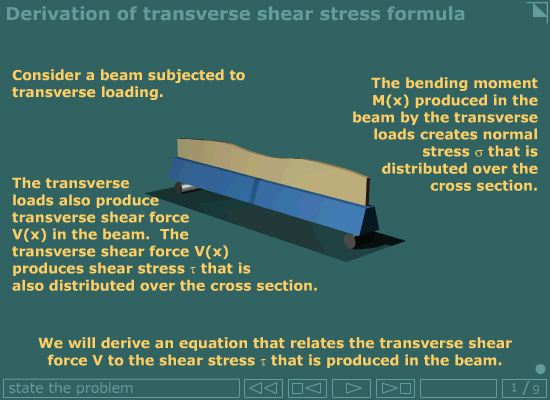 Derivation of transverse shear stress formula
Consider a beam subjected to
transverse loading.
The bending moment
M(x) produced in the
beam by the transverse
loads creates normal
stress σ that is
distributed over the
cross section.
The transverse
loads also produce
transverse shear force
V(x) in the beam.  The
transverse shear force V(x)
produces shear stress τ that is
also distributed over the cross section.
We will derive an equation that relates the transverse shear
force V to the shear stress τ that is produced in the beam.
state the problem
1 / 9